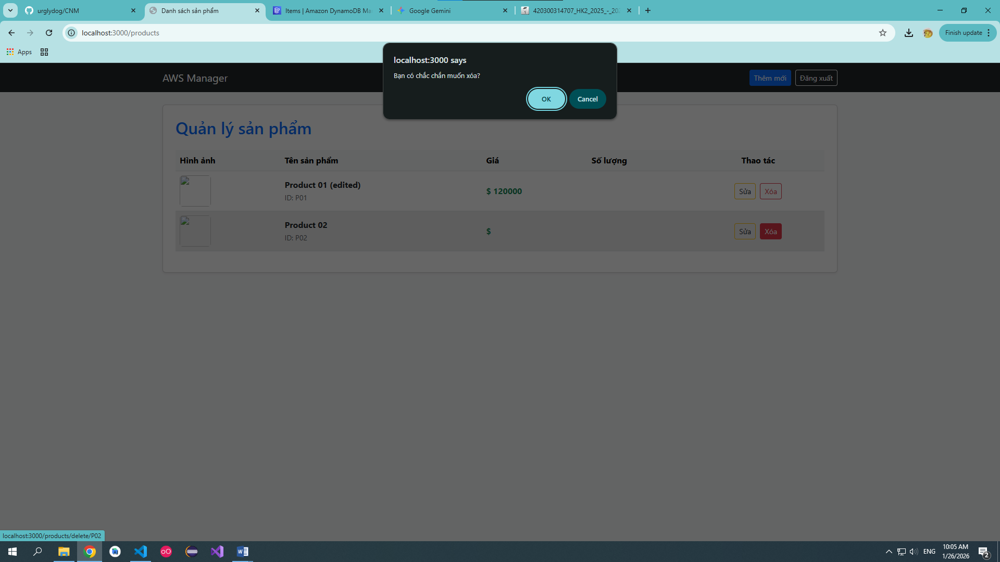 urglydog/CNM
Danh sách sản phẩm
Items | Amazon DynamoDB Ma
Google Gemini
420300314707_HK2_2025_-_202
localhost:3000/products
Finish update
Apps
localhost:3000 says
Bạn có chắc chắn muốn xóa?
OK
Cancel
AWS Manager
Thêm mới
Đăng xuất
Quản lý sản phẩm
Hình ảnh Tên sản phẩm Giá Số lượng Thao tác
Product 01 (edited)
ID: P01
$ 120000
Sửa
Xóa
Product 02
ID: P02
$
Sửa
Xóa
localhost:3000/products/delete/P02
ENG
10:05 AM
1/26/2026
2